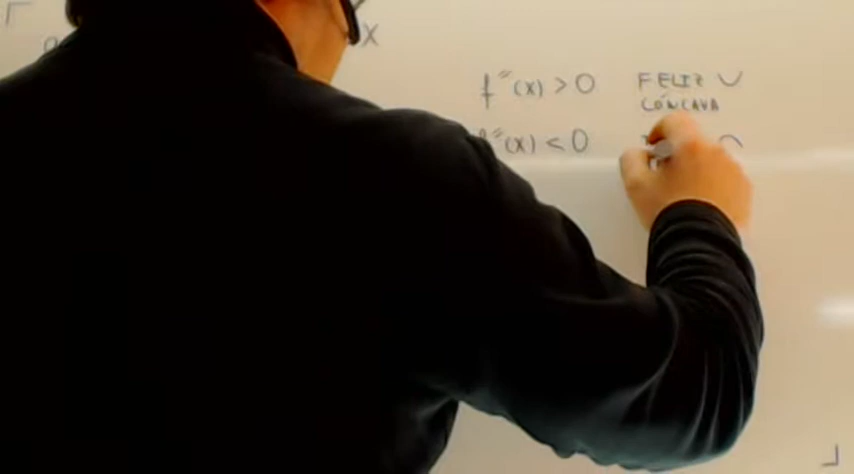 x
f''(x) > 0 FELIZ ∪
CÓNCAVA
f''(x) < 0 ∩